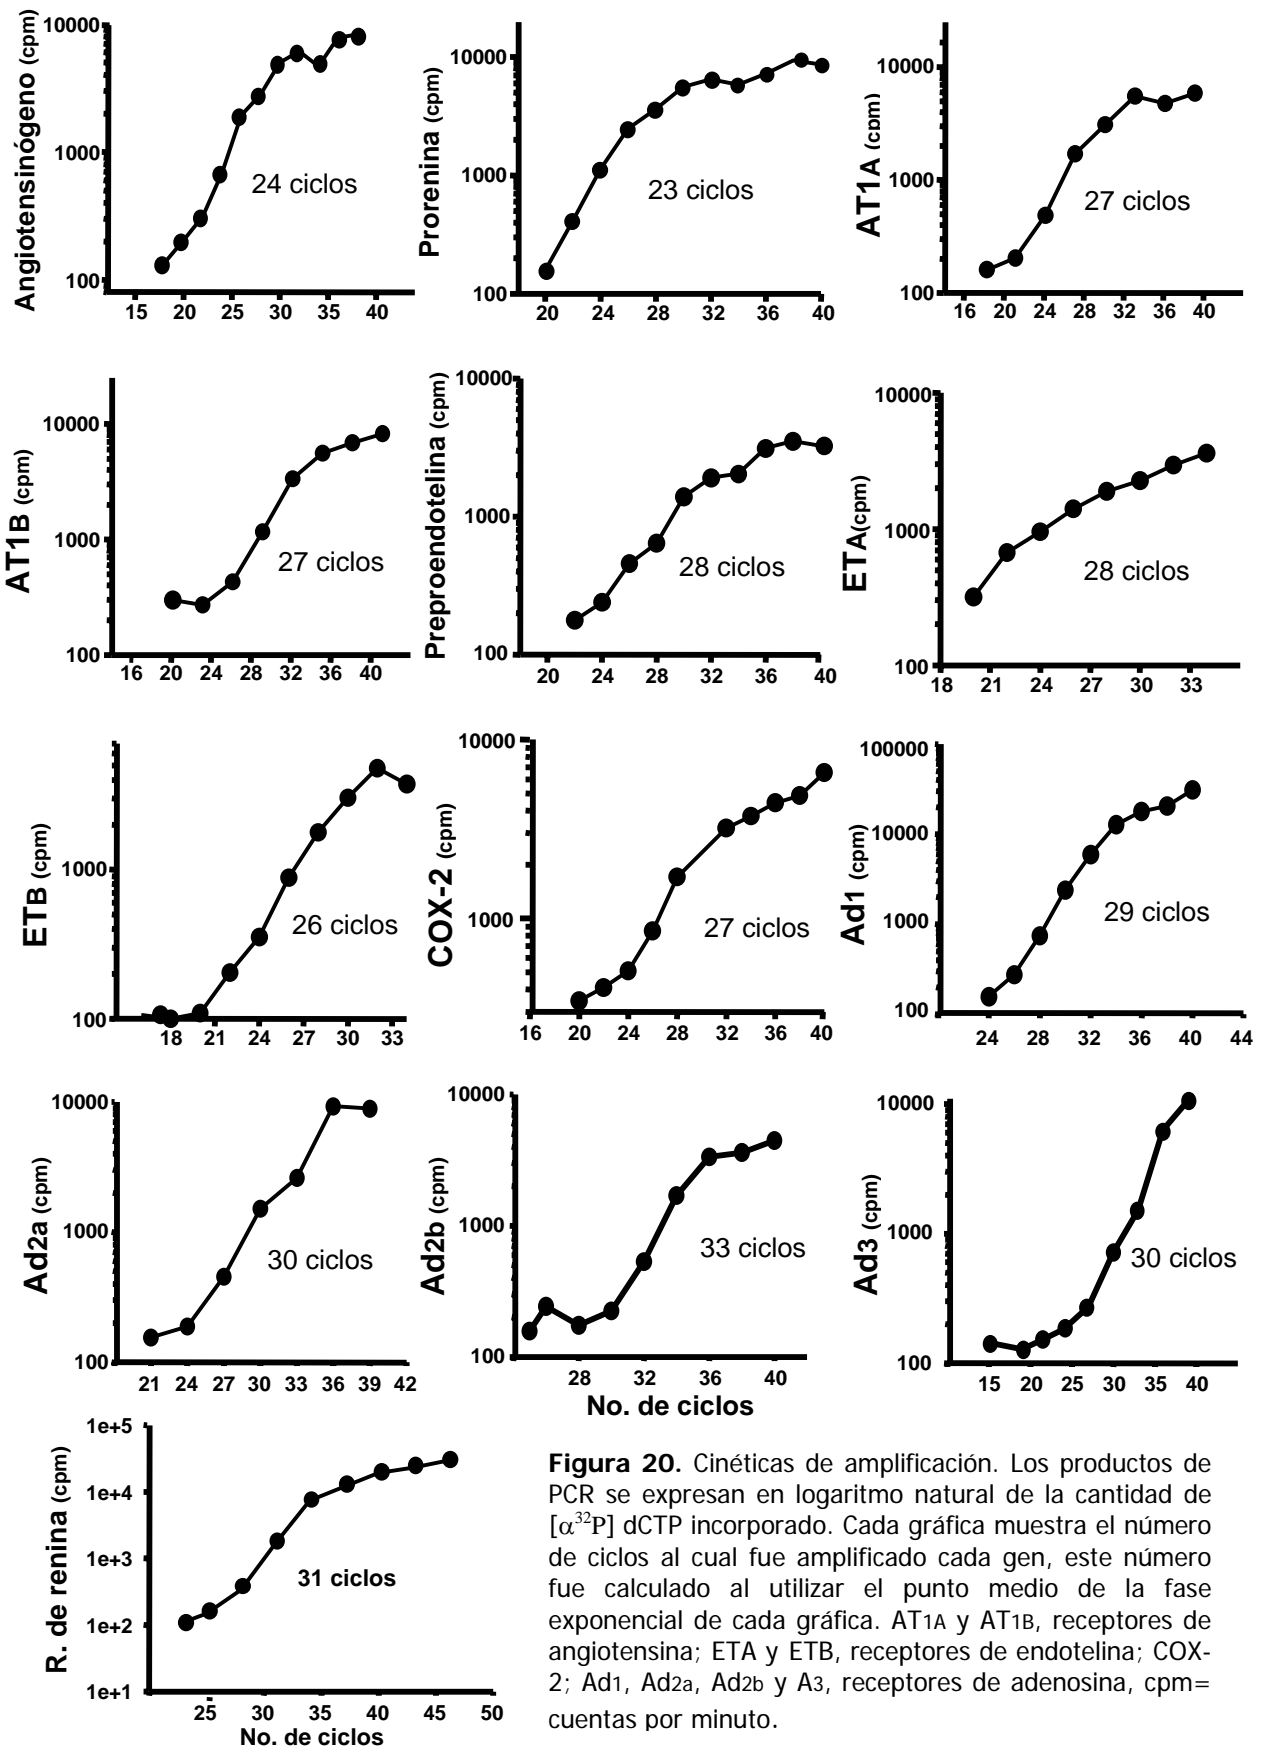 Angiotensinógeno (cpm)
10000
1000
100
24 ciclos
15 20 25 30 35 40
Prorenina (cpm)
10000
1000
100
23 ciclos
20 24 28 32 36 40
AT1A (cpm)
10000
1000
100
27 ciclos
16 20 24 28 32 36 40
AT1B (cpm)
10000
1000
100
27 ciclos
16 20 24 28 32 36 40
Preproendotelina (cpm)
10000
1000
100
28 ciclos
20 24 28 32 36 40
ETA(cpm)
10000
1000
100
28 ciclos
18 21 24 27 30 33
ETB (cpm)
1000
100
26 ciclos
18 21 24 27 30 33
COX-2 (cpm)
10000
1000
27 ciclos
16 20 24 28 32 36 40
Ad1 (cpm)
100000
10000
1000
100
29 ciclos
24 28 32 36 40 44
Ad2a (cpm)
10000
1000
100
30 ciclos
21 24 27 30 33 36 39 42
Ad2b (cpm)
10000
1000
100
33 ciclos
28 32 36 40
No. de ciclos
Ad3 (cpm)
10000
1000
100
30 ciclos
15 20 25 30 35 40
R. de renina (cpm)
1e+5
1e+4
1e+3
1e+2
1e+1
31 ciclos
25 30 35 40 45 50
No. de ciclos
Figura 20. Cinéticas de amplificación. Los productos de
PCR se expresan en logaritmo natural de la cantidad de
[α³²P] dCTP incorporado. Cada gráfica muestra el número
de ciclos al cual fue amplificado cada gen, este número
fue calculado al utilizar el punto medio de la fase
exponencial de cada gráfica. AT1A y AT1B, receptores de
angiotensina; ETA y ETB, receptores de endotelina; COX-
2; Ad1, Ad2a, Ad2b y A3, receptores de adenosina, cpm=
cuentas por minuto.